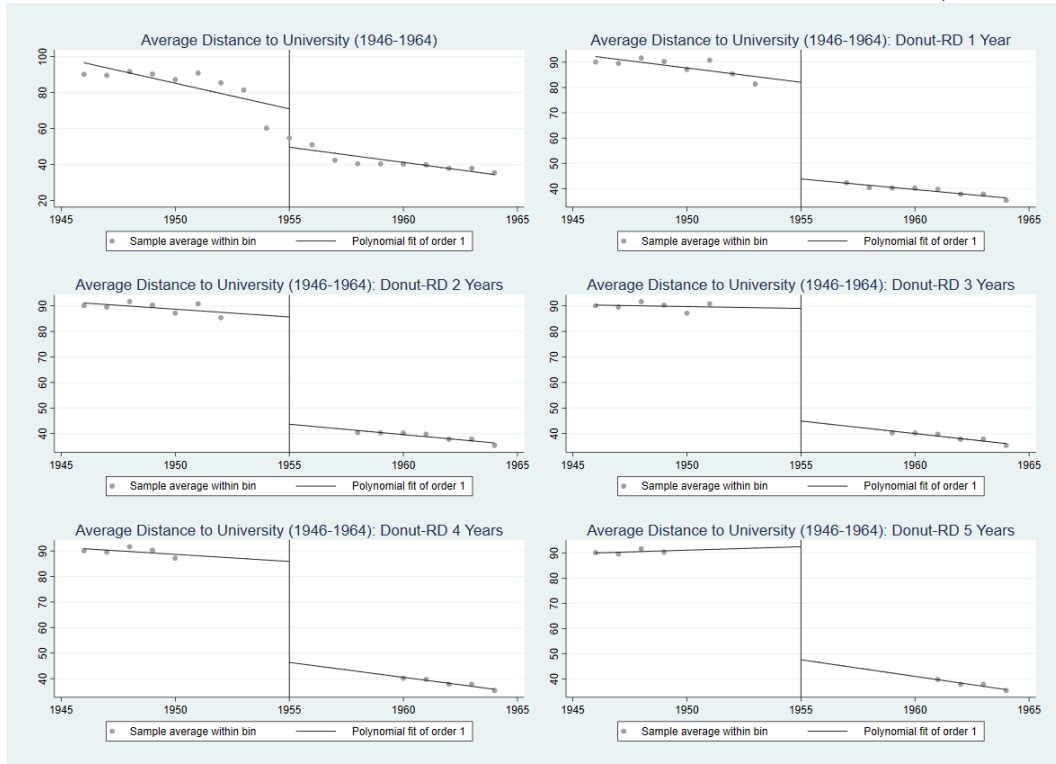 Average Distance to University (1946-1964)
100
80
60
40
20
1945 1950 1955 1960 1965
Sample average within bin Polynomial fit of order 1
Average Distance to University (1946-1964): Donut-RD 1 Year
90
80
70
60
50
40
1945 1950 1955 1960 1965
Sample average within bin Polynomial fit of order 1
Average Distance to University (1946-1964): Donut-RD 2 Years
90
80
70
60
50
40
1945 1950 1955 1960 1965
Sample average within bin Polynomial fit of order 1
Average Distance to University (1946-1964): Donut-RD 3 Years
90
80
70
60
50
40
1945 1950 1955 1960 1965
Sample average within bin Polynomial fit of order 1
Average Distance to University (1946-1964): Donut-RD 4 Years
90
80
70
60
50
40
1945 1950 1955 1960 1965
Sample average within bin Polynomial fit of order 1
Average Distance to University (1946-1964): Donut-RD 5 Years
90
80
70
60
50
40
1945 1950 1955 1960 1965
Sample average within bin Polynomial fit of order 1